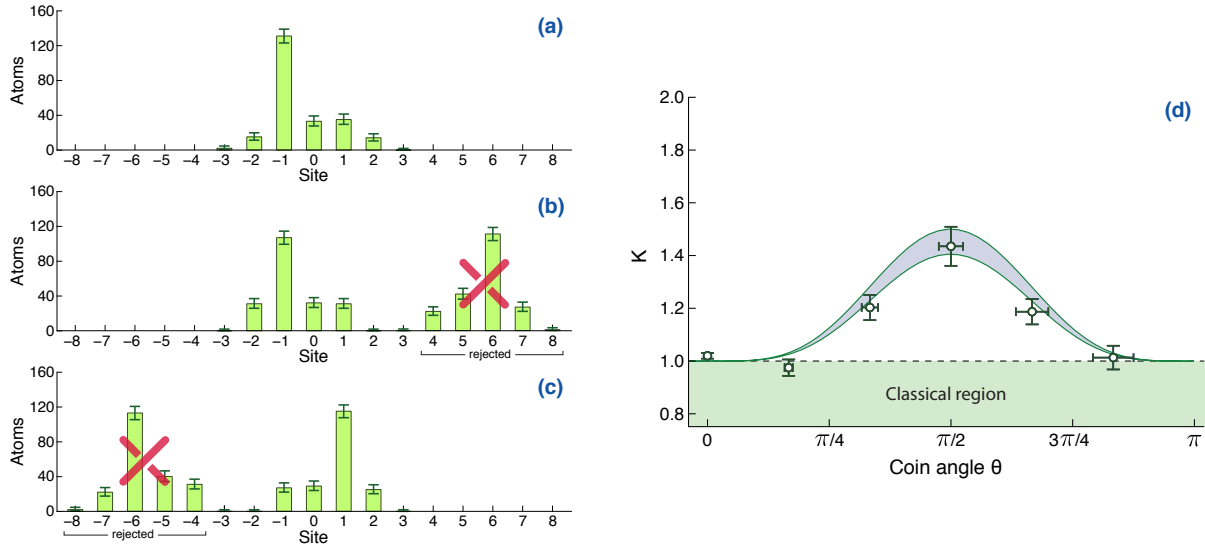 (a)
Atoms
160
120
80
40
0
−8 −7 −6 −5 −4 −3 −2 −1 0 1 2 3 4 5 6 7 8
Site
(b)
Atoms
160
120
80
40
0
−8 −7 −6 −5 −4 −3 −2 −1 0 1 2 3 4 5 6 7 8
Site
rejected
(c)
Atoms
160
120
80
40
0
−8 −7 −6 −5 −4 −3 −2 −1 0 1 2 3 4 5 6 7 8
rejected
Site
(d)
K
2.0
1.8
1.6
1.4
1.2
1.0
0.8
Classical region
0 π/4 π/2 3π/4 π
Coin angle θ